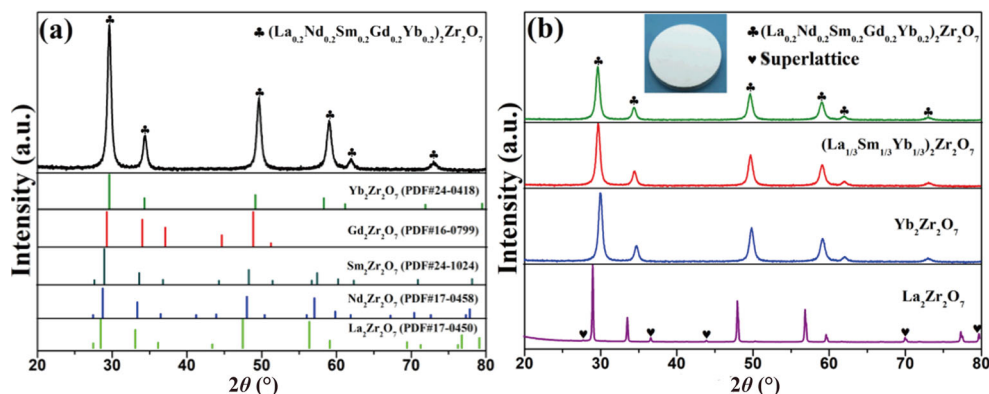 (a)
♣ (La0.2Nd0.2Sm0.2Gd0.2Yb0.2)2Zr2O7
Intensity (a.u.)
Yb2Zr2O7 (PDF#24-0418)
Gd2Zr2O7 (PDF#16-0799)
Sm2Zr2O7 (PDF#24-1024)
Nd2Zr2O7 (PDF#17-0458)
La2Zr2O7 (PDF#17-0450)
20 30 40 50 60 70 80
2θ (°)
(b)
♣ (La0.2Nd0.2Sm0.2Gd0.2Yb0.2)2Zr2O7
♥ Superlattice
Intensity (a.u.)
(La1/3Sm1/3Yb1/3)2Zr2O7
Yb2Zr2O7
La2Zr2O7
20 30 40 50 60 70 80
2θ (°)